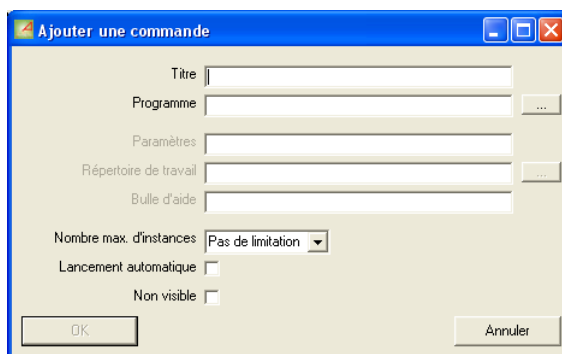 Ajouter une commande
Titre
Programme
...
Paramètres
Répertoire de travail
...
Bulle d'aide
Nombre max. d'instances Pas de limitation
Lancement automatique
Non visible
OK Annuler